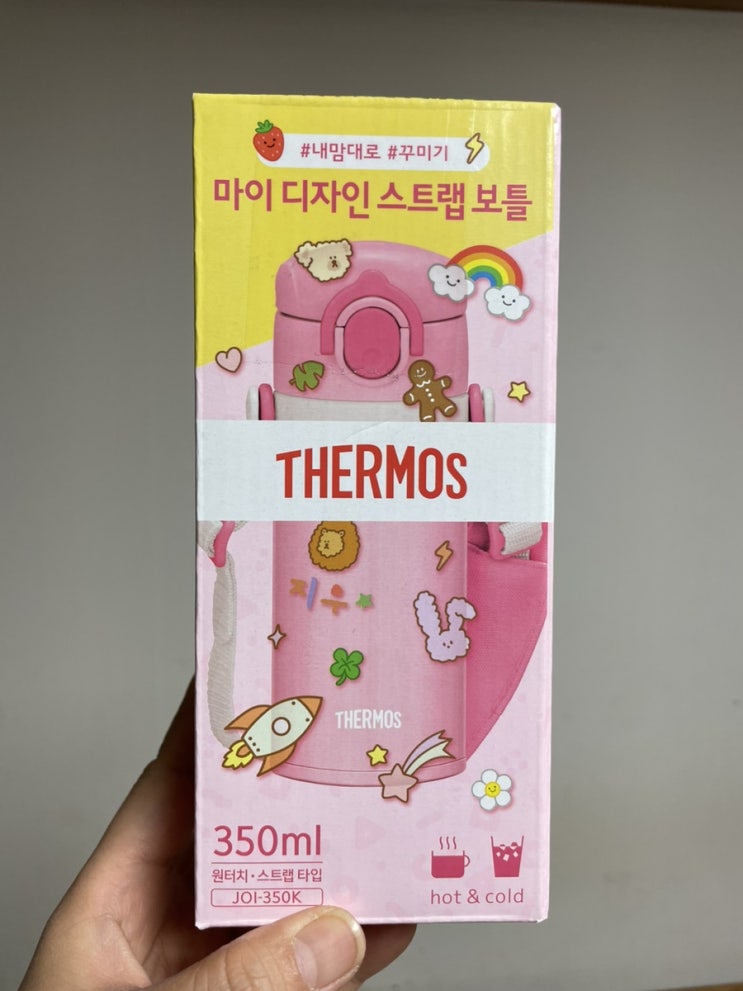 #내맘대로 #꾸미기
마이 디자인 스트랩 보틀
THERMOS
지우
THERMOS
350ml
원터치·스트랩 타입
JOI-350K
hot & cold